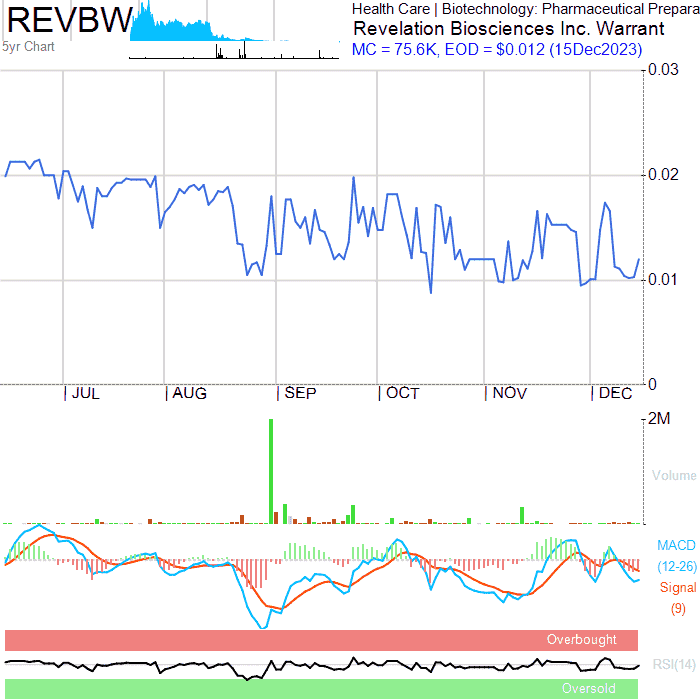 REVBW
5yr Chart
Health Care | Biotechnology: Pharmaceutical Prepara
Revelation Biosciences Inc. Warrant
MC = 75.6K, EOD = $0.012 (15Dec2023)
0.03
0.02
0.01
0
JUL AUG SEP OCT NOV DEC
2M
Volume
MACD
(12-26)
Signal
(9)
Overbought
RSI(14)
Oversold